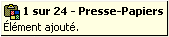 1 sur 24 - Presse-Papiers
Élément ajouté.